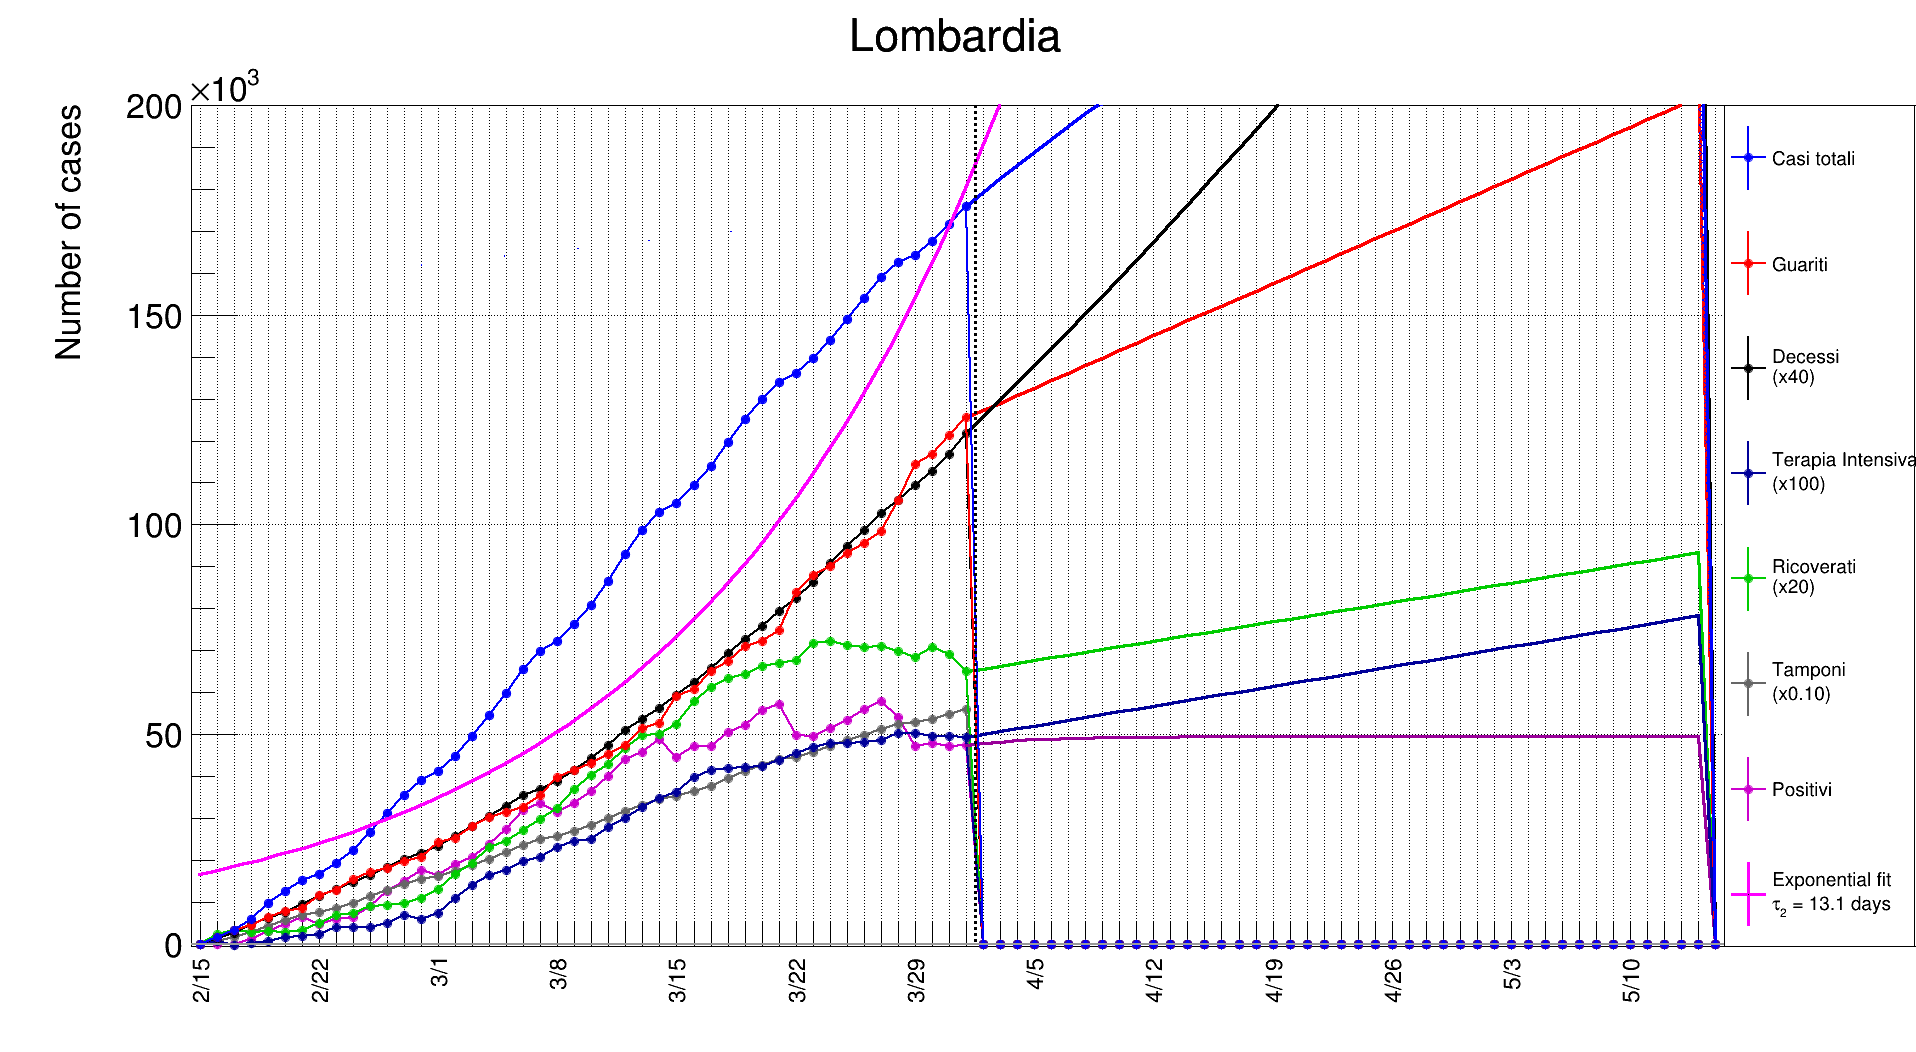 Lombardia
×10³
Number of cases
200
150
100
50
0
2/15
2/22
3/1
3/8
3/15
3/22
3/29
4/5
4/12
4/19
4/26
5/3
5/10
Casi totali
Guariti
Decessi
(x40)
Terapia Intensiva
(x100)
Ricoverati
(x20)
Tamponi
(x0.10)
Positivi
Exponential fit
τ₂ = 13.1 days